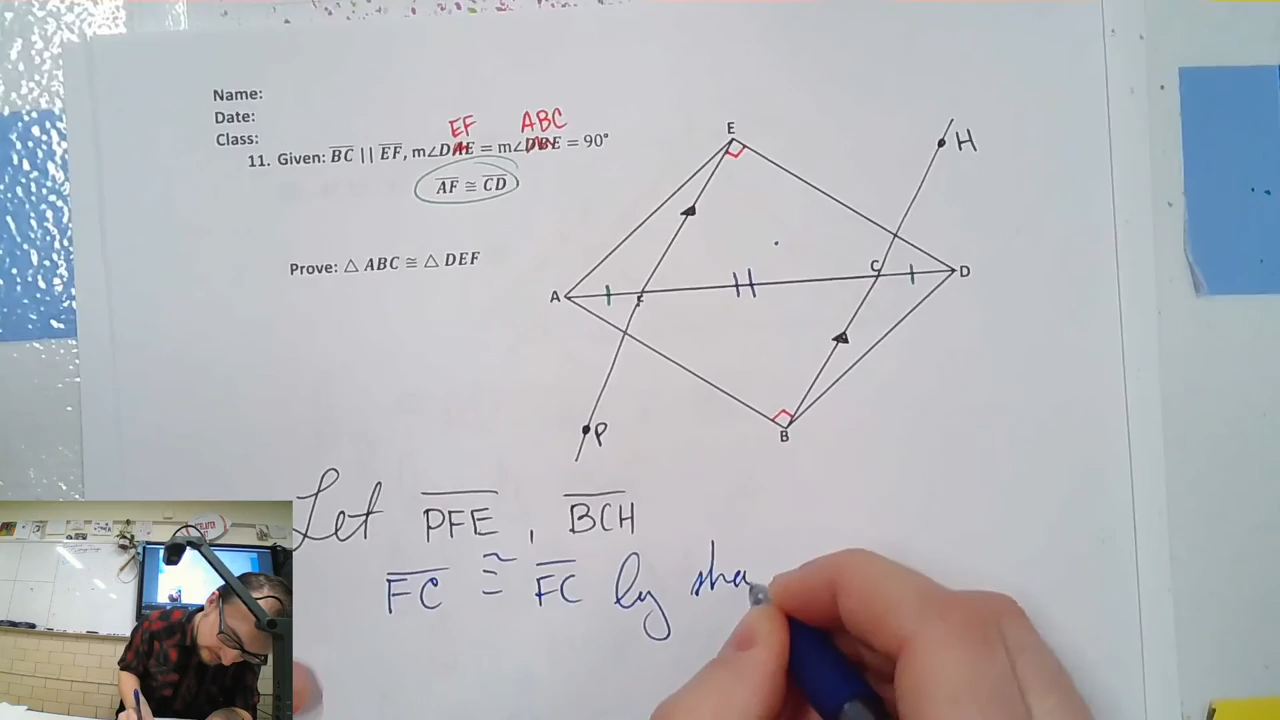 Name:
Date:
Class:
EF ABC
11. Given: BC || EF, m∠DAE = m∠DBE = 90°
AF ≅ CD
Prove: △ ABC ≅ △ DEF
E
H
A
F
C
D
P
B
Let PFE , BCH
FC ≅ FC by sha